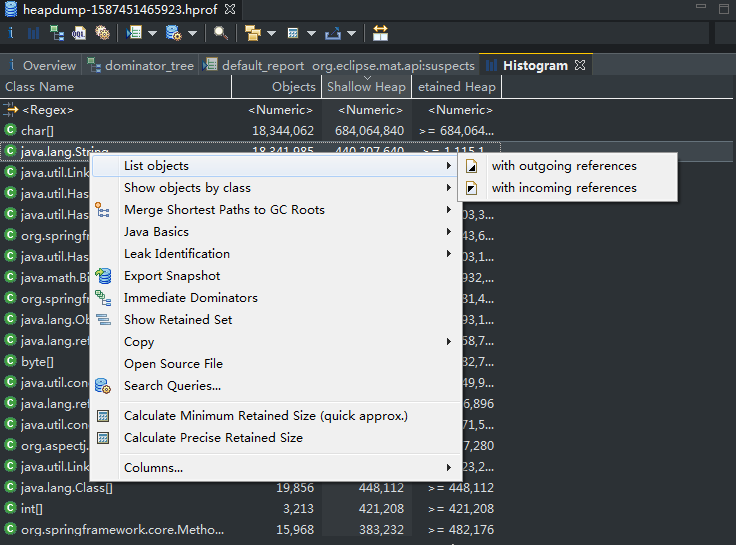 heapdump-1587451465923.hprof
Overview dominator_tree default_report org.eclipse.mat.api:suspects Histogram
Class Name Objects Shallow Heap etained Heap
<Regex> <Numeric> <Numeric> <Numeric>
char[] 18,344,062 684,064,840 >= 684,064...
java.lang.String 18,341,985 440,207,640 >= 1,115,1...
java.util.Link
java.util.Has 03,3...
org.springfr 43,6...
java.util.Has 03,1...
java.math.Bi 932,...
org.springf 81,4...
java.lang.Ob 93,1...
java.lang.ref 58,7...
byte[] 32,7...
java.util.con 49,9...
java.lang.ref 6,896
java.util.con 71,5...
org.aspectj 7,280
java.util.Link 23,2...
java.lang.Class[] 19,856 448,112 >= 448,112
int[] 3,213 421,208 >= 421,208
org.springframework.core.Metho... 15,968 383,232 >= 482,176
List objects
Show objects by class
Merge Shortest Paths to GC Roots
Java Basics
Leak Identification
Export Snapshot
Immediate Dominators
Show Retained Set
Copy
Open Source File
Search Queries...
Calculate Minimum Retained Size (quick approx.)
Calculate Precise Retained Size
Columns...
with outgoing references
with incoming references